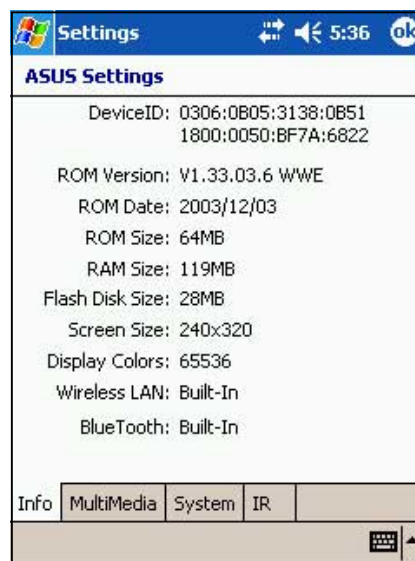 Settings 5:36 ok
ASUS Settings
DeviceID: 0306:0B05:3138:0B51
1800:0050:BF7A:6822
ROM Version: V1.33.03.6 WWE
ROM Date: 2003/12/03
ROM Size: 64MB
RAM Size: 119MB
Flash Disk Size: 28MB
Screen Size: 240x320
Display Colors: 65536
Wireless LAN: Built-In
BlueTooth: Built-In
Info MultiMedia System IR